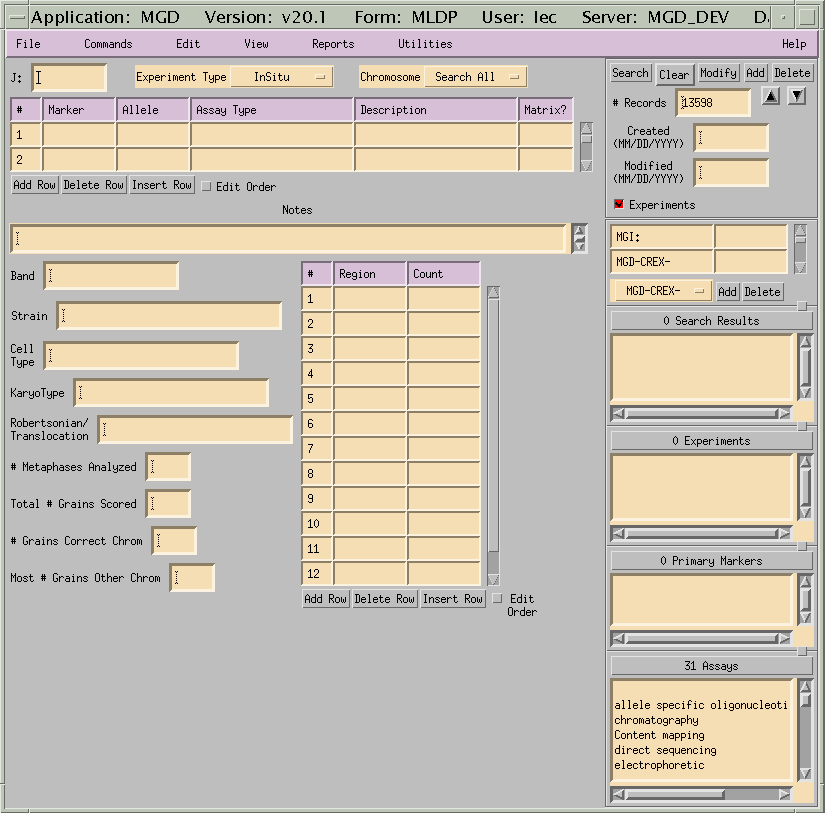 Application: MGD Version: v20.1 Form: MLDP User: lec Server: MGD_DEV
File Commands Edit View Reports Utilities Help
J: Experiment Type InSitu Chromosome Search All
# Marker Allele Assay Type Description Matrix?
1
2
Add Row Delete Row Insert Row Edit Order
Notes
Band
Strain
Cell
Type
KaryoType
Robertsonian/
Translocation
# Metaphases Analyzed
Total # Grains Scored
# Grains Correct Chrom
Most # Grains Other Chrom
# Region Count
1
2
3
4
5
6
7
8
9
10
11
12
Add Row Delete Row Insert Row Edit
Order
Search Clear Modify Add Delete
# Records 13598
Created
(MM/DD/YYYY)
Modified
(MM/DD/YYYY)
Experiments
MGI:
MGD-CREX-
MGD-CREX- Add Delete
0 Search Results
0 Experiments
0 Primary Markers
31 Assays
allele specific oligonucleoti
chromatography
Content mapping
direct sequencing
electrophoretic